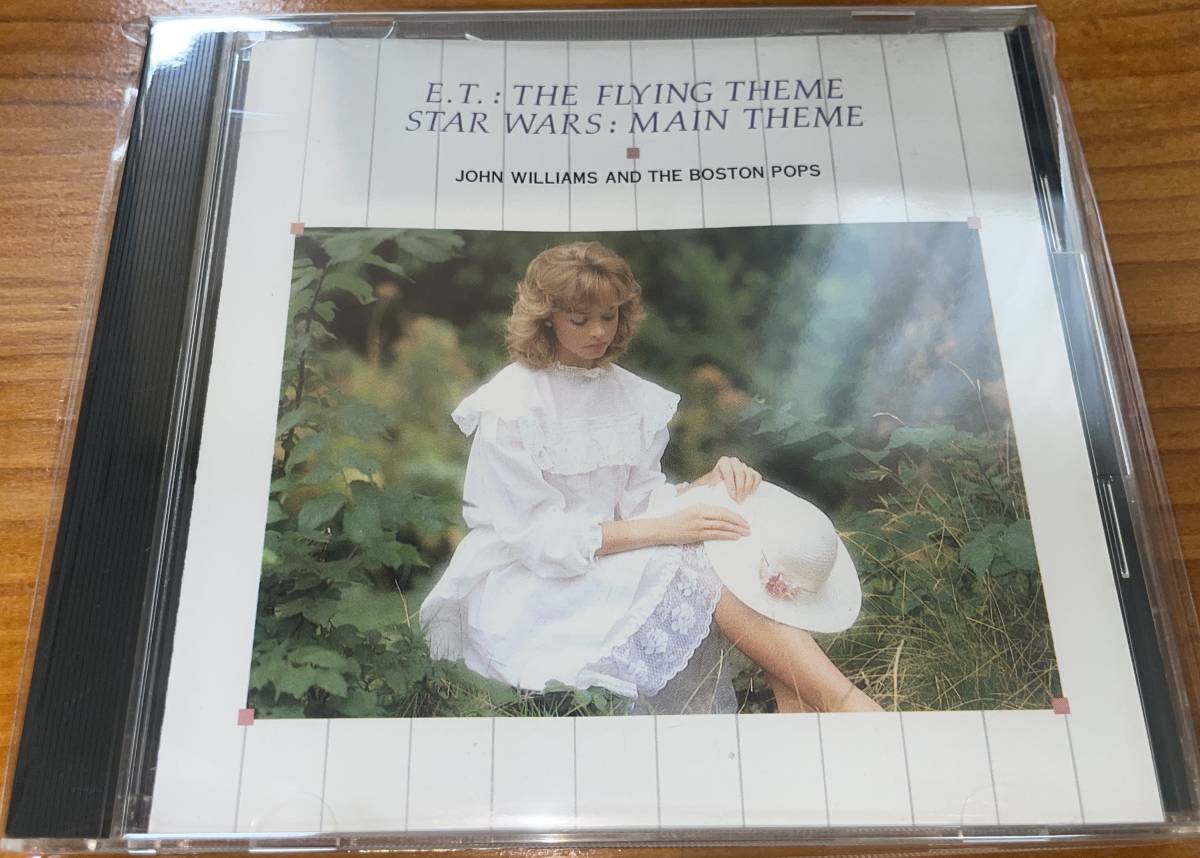 E.T. : THE FLYING THEME
STAR WARS : MAIN THEME
JOHN WILLIAMS AND THE BOSTON POPS